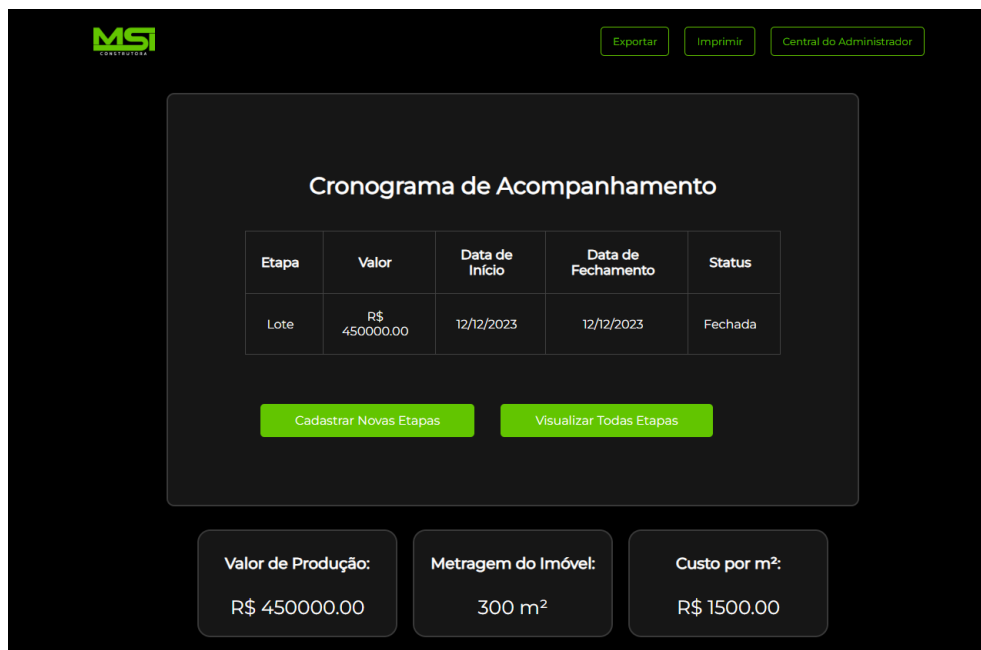 MSI
CONSTRUTORA
Exportar
Imprimir
Central do Administrador
Cronograma de Acompanhamento
Etapa
Valor
Data de
Início
Data de
Fechamento
Status
Lote
R$
450000.00
12/12/2023
12/12/2023
Fechada
Cadastrar Novas Etapas
Visualizar Todas Etapas
Valor de Produção:
R$ 450000.00
Metragem do Imóvel:
300 m²
Custo por m²:
R$ 1500.00